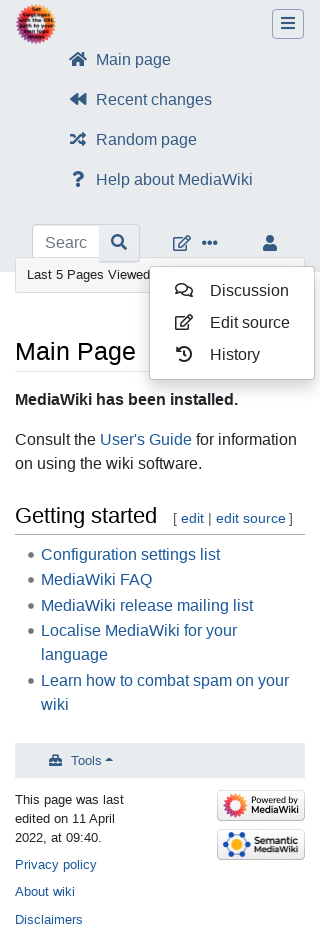 Set
$wgLogos
with the URL
path to
your own
logo
image
Main page
Recent changes
Random page
Help about MediaWiki
Searc
Last 5 Pages Viewed
Discussion
Edit source
History
Main Page
MediaWiki has been installed.
Consult the User's Guide for information
on using the wiki software.
Getting started [ edit | edit source ]
Configuration settings list
MediaWiki FAQ
MediaWiki release mailing list
Localise MediaWiki for your
language
Learn how to combat spam on your
wiki
Tools
This page was last
edited on 11 April
2022, at 09:40.
Powered by
MediaWiki
Semantic
MediaWiki
Privacy policy
About wiki
Disclaimers